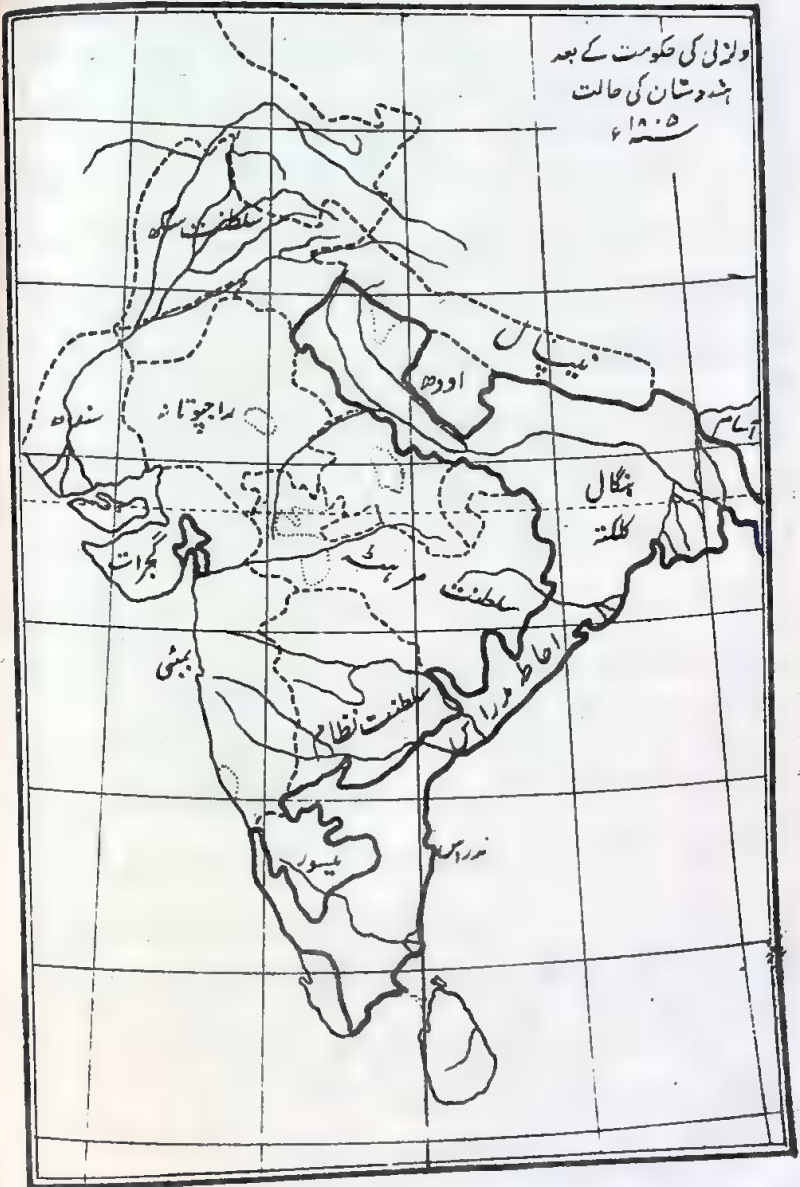 ولزلی کی حکومت کے بعد
ہندوستان کی حالت
سنہ ۱۸۰۵ء
سلطنت سکھ
نیپال
اودھ
آسام
راجپوتانہ
سندھ
بنگال
کلکتہ
گجرات
سلطنت مرہٹہ
احاطہ مدراس
بمبئی
سلطنت نظام
میسور
مدراس